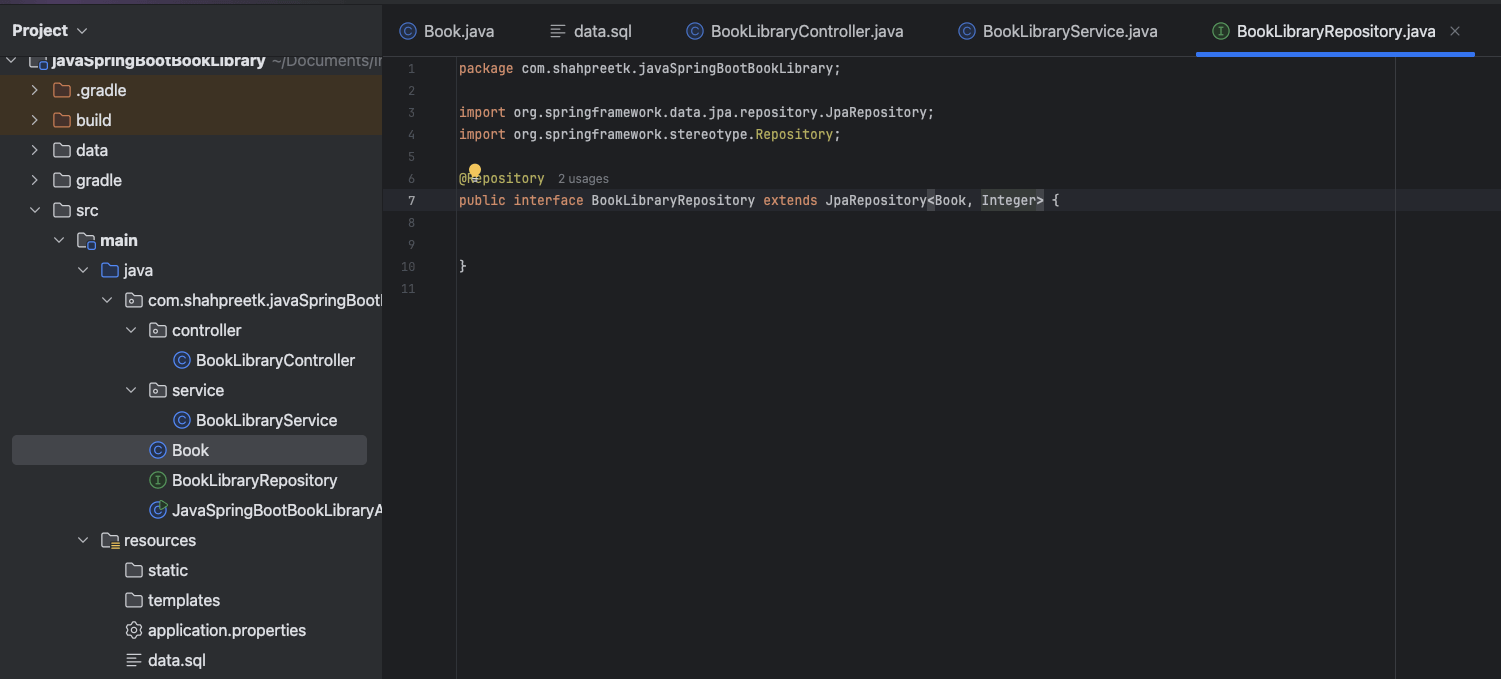 Project
Book.java
data.sql
BookLibraryController.java
BookLibraryService.java
BookLibraryRepository.java
javaSpringBootBookLibrary ~/Documents/
.gradle
build
data
gradle
src
main
java
com.shahpreetk.javaSpringBoot
controller
BookLibraryController
service
BookLibraryService
Book
BookLibraryRepository
JavaSpringBootBookLibraryA
resources
static
templates
application.properties
data.sql
1 package com.shahpreetk.javaSpringBootBookLibrary;
2
3 import org.springframework.data.jpa.repository.JpaRepository;
4 import org.springframework.stereotype.Repository;
5
6 @Repository 2 usages
7 public interface BookLibraryRepository extends JpaRepository<Book, Integer> {
8
9
10 }
11